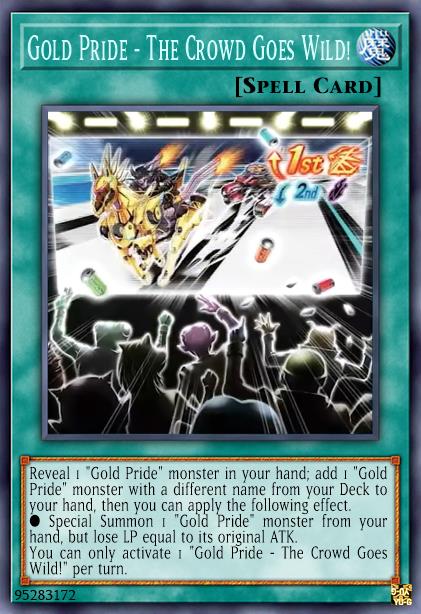 Gold Pride - The Crowd Goes Wild! 魔
[Spell Card]
1st
2nd
Reveal 1 "Gold Pride" monster in your hand; add 1 "Gold
Pride" monster with a different name from your Deck to
your hand, then you can apply the following effect.
● Special Summon 1 "Gold Pride" monster from your
hand, but lose LP equal to its original ATK.
You can only activate 1 "Gold Pride - The Crowd Goes
Wild!" per turn.
95283172